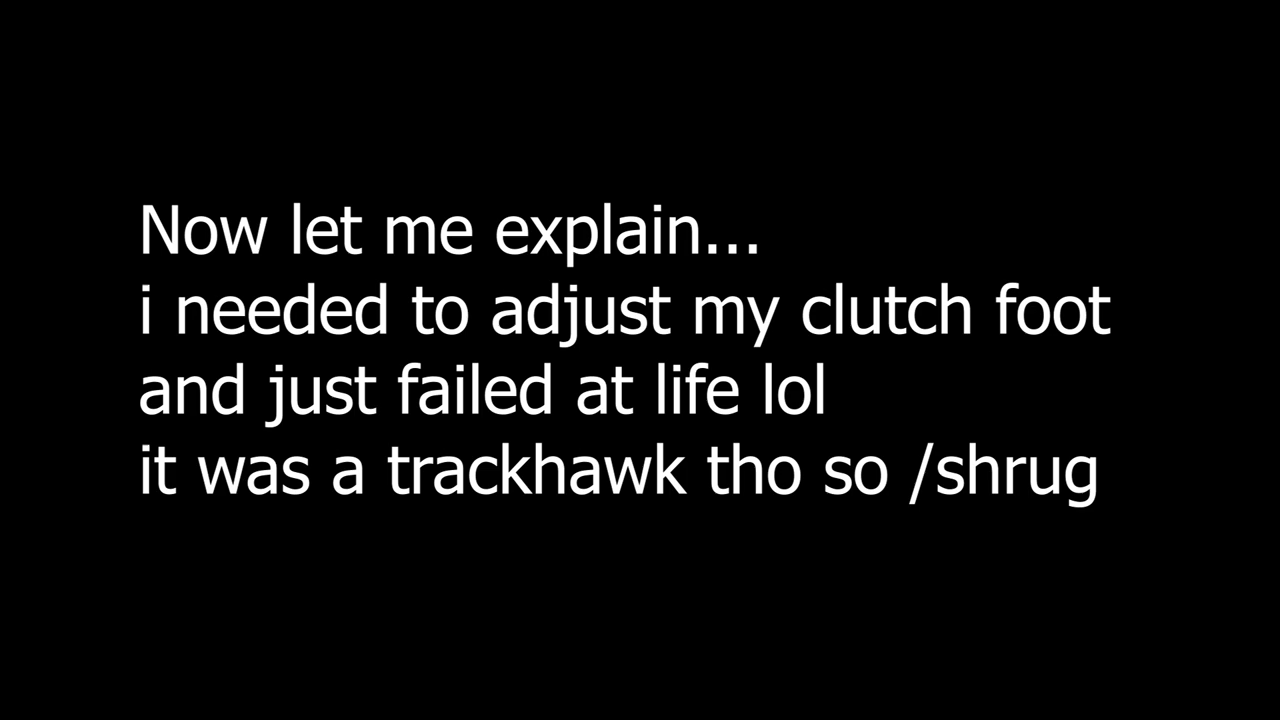 Now let me explain...
i needed to adjust my clutch foot
and just failed at life lol
it was a trackhawk tho so /shrug